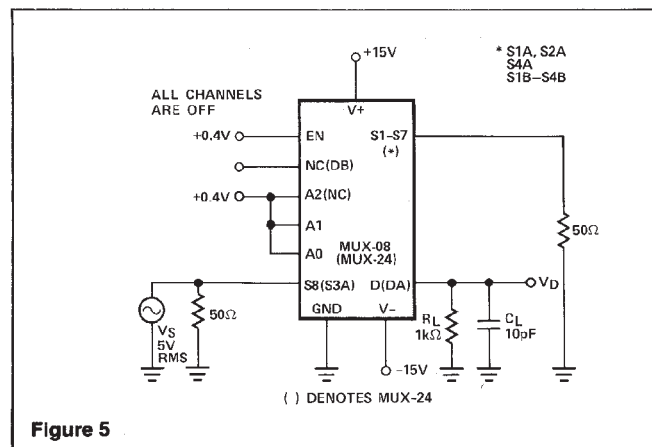 +15V
* S1A, S2A
S4A
S1B–S4B
ALL CHANNELS
ARE OFF
V+
+0.4V
EN
S1–S7
(*)
NC(DB)
+0.4V
A2(NC)
A1
A0
MUX-08
(MUX-24)
50Ω
S8(S3A)
D(DA)
VD
GND
V–
VS
5V
RMS
50Ω
RL
1kΩ
CL
10pF
–15V
( ) DENOTES MUX-24
Figure 5